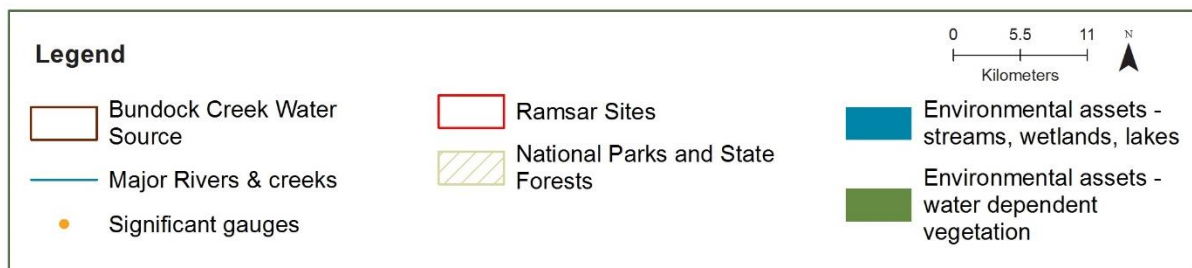 Legend
0 5.5 11
Kilometers
N
Bundock Creek Water
Source
Major Rivers & creeks
Significant gauges
Ramsar Sites
National Parks and State
Forests
Environmental assets -
streams, wetlands, lakes
Environmental assets -
water dependent
vegetation